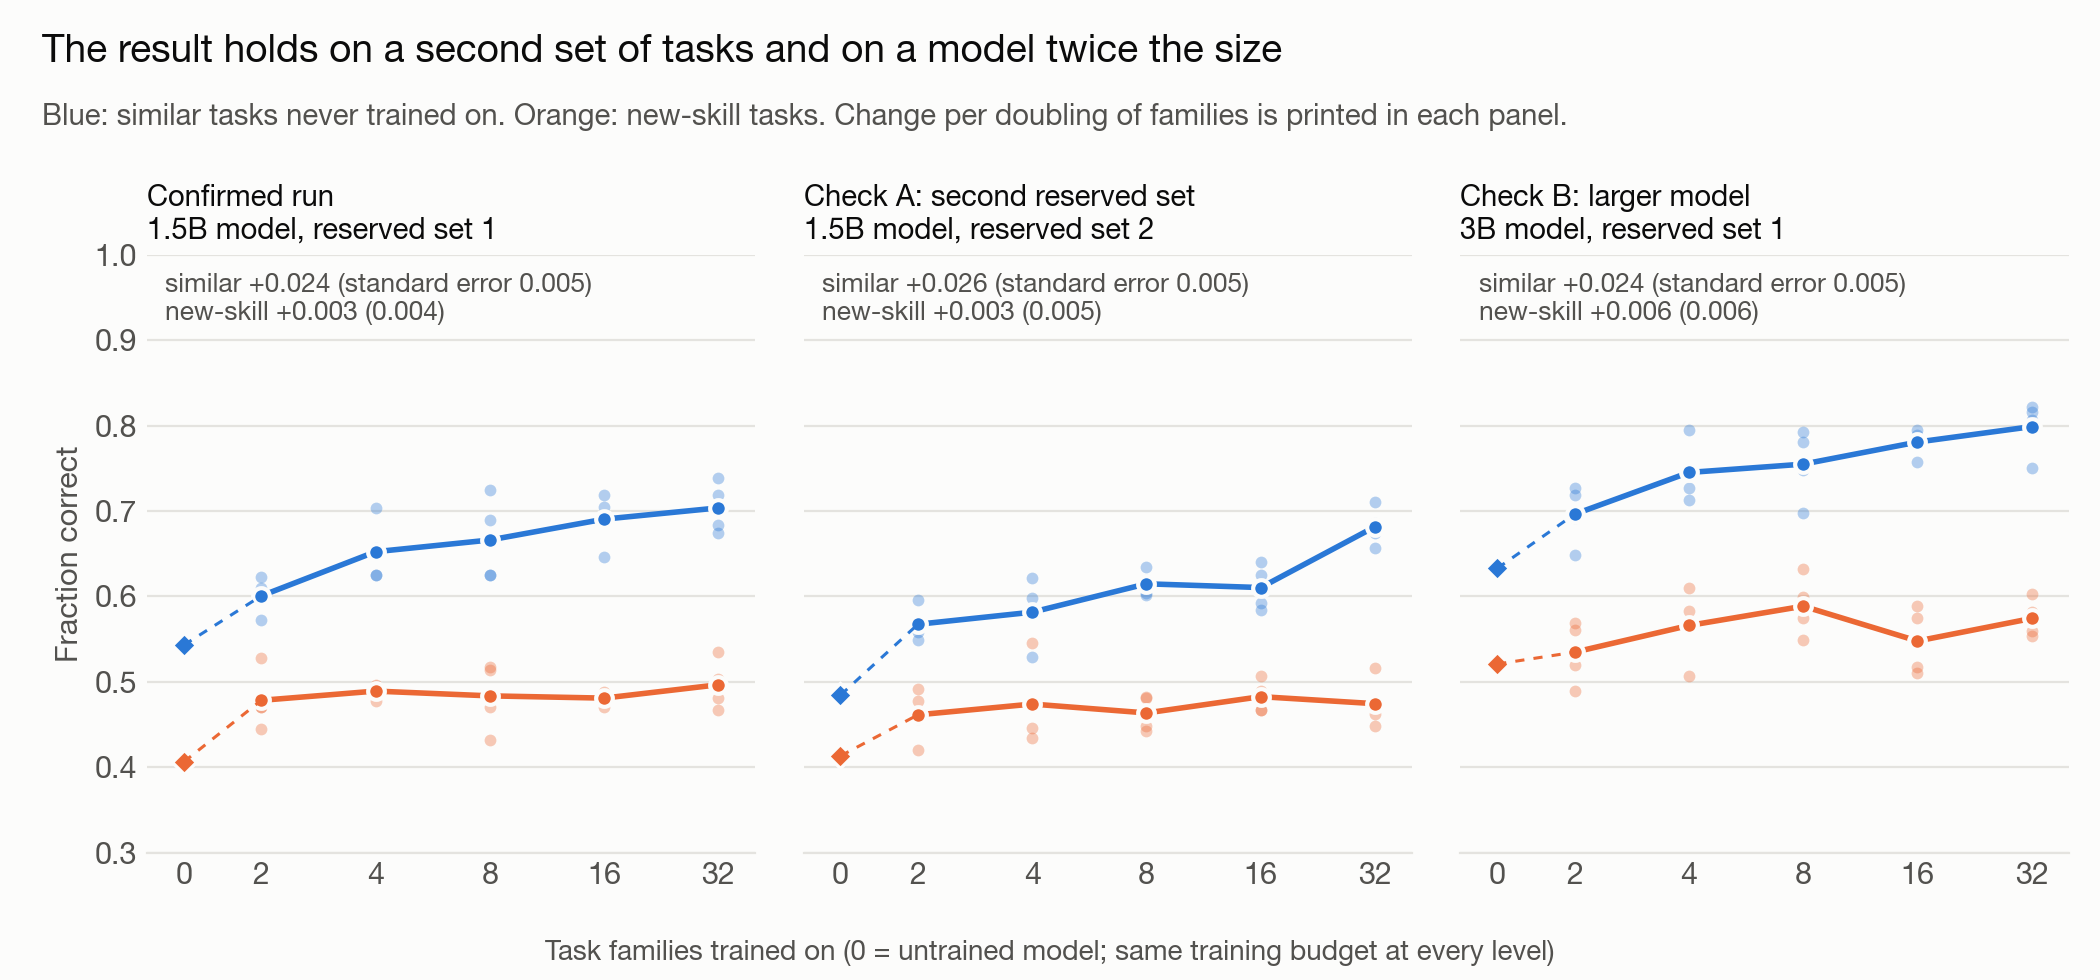 The result holds on a second set of tasks and on a model twice the size
Blue: similar tasks never trained on. Orange: new-skill tasks. Change per doubling of families is printed in each panel.
Confirmed run
1.5B model, reserved set 1
similar +0.024 (standard error 0.005)
new-skill +0.003 (0.004)
Check A: second reserved set
1.5B model, reserved set 2
similar +0.026 (standard error 0.005)
new-skill +0.003 (0.005)
Check B: larger model
3B model, reserved set 1
similar +0.024 (standard error 0.005)
new-skill +0.006 (0.006)
Fraction correct
1.0
0.9
0.8
0.7
0.6
0.5
0.4
0.3
0 2 4 8 16 32
0 2 4 8 16 32
0 2 4 8 16 32
Task families trained on (0 = untrained model; same training budget at every level)